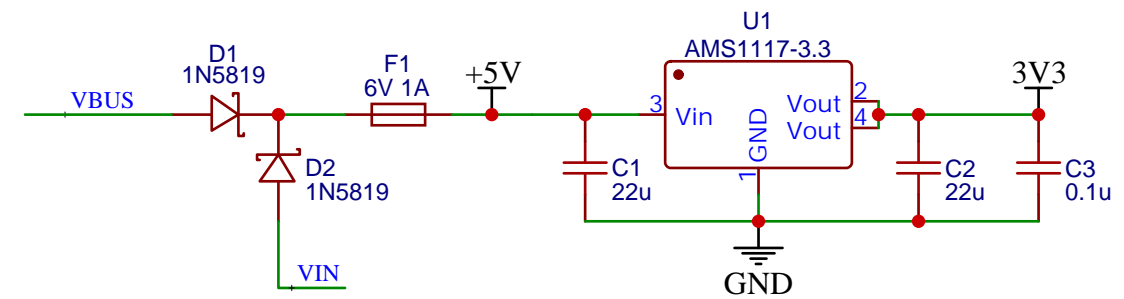 U1
AMS1117-3.3
D1
1N5819
F1
6V 1A
+5V
3V3
VBUS
3
Vin
Vout
2
Vout
4
GND
1
D2
1N5819
C1
22u
C2
22u
C3
0.1u
VIN
GND